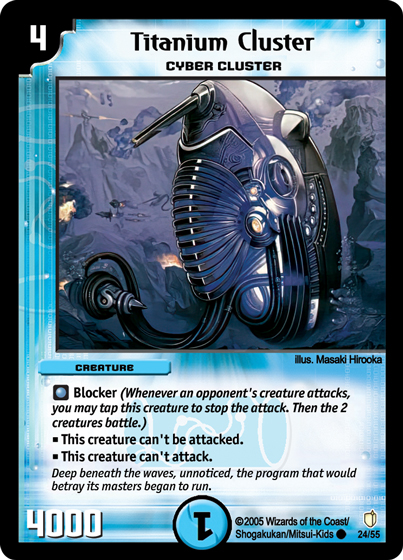 4
Titanium Cluster
CYBER CLUSTER
illus. Masaki Hirooka
CREATURE
Blocker (Whenever an opponent's creature attacks,
you may tap this creature to stop the attack. Then the 2
creatures battle.)
▪ This creature can't be attacked.
▪ This creature can't attack.
Deep beneath the waves, unnoticed, the program that would
betray its masters began to run.
4000
1
©2005 Wizards of the Coast/
Shogakukan/Mitsui-Kids ● 24/55